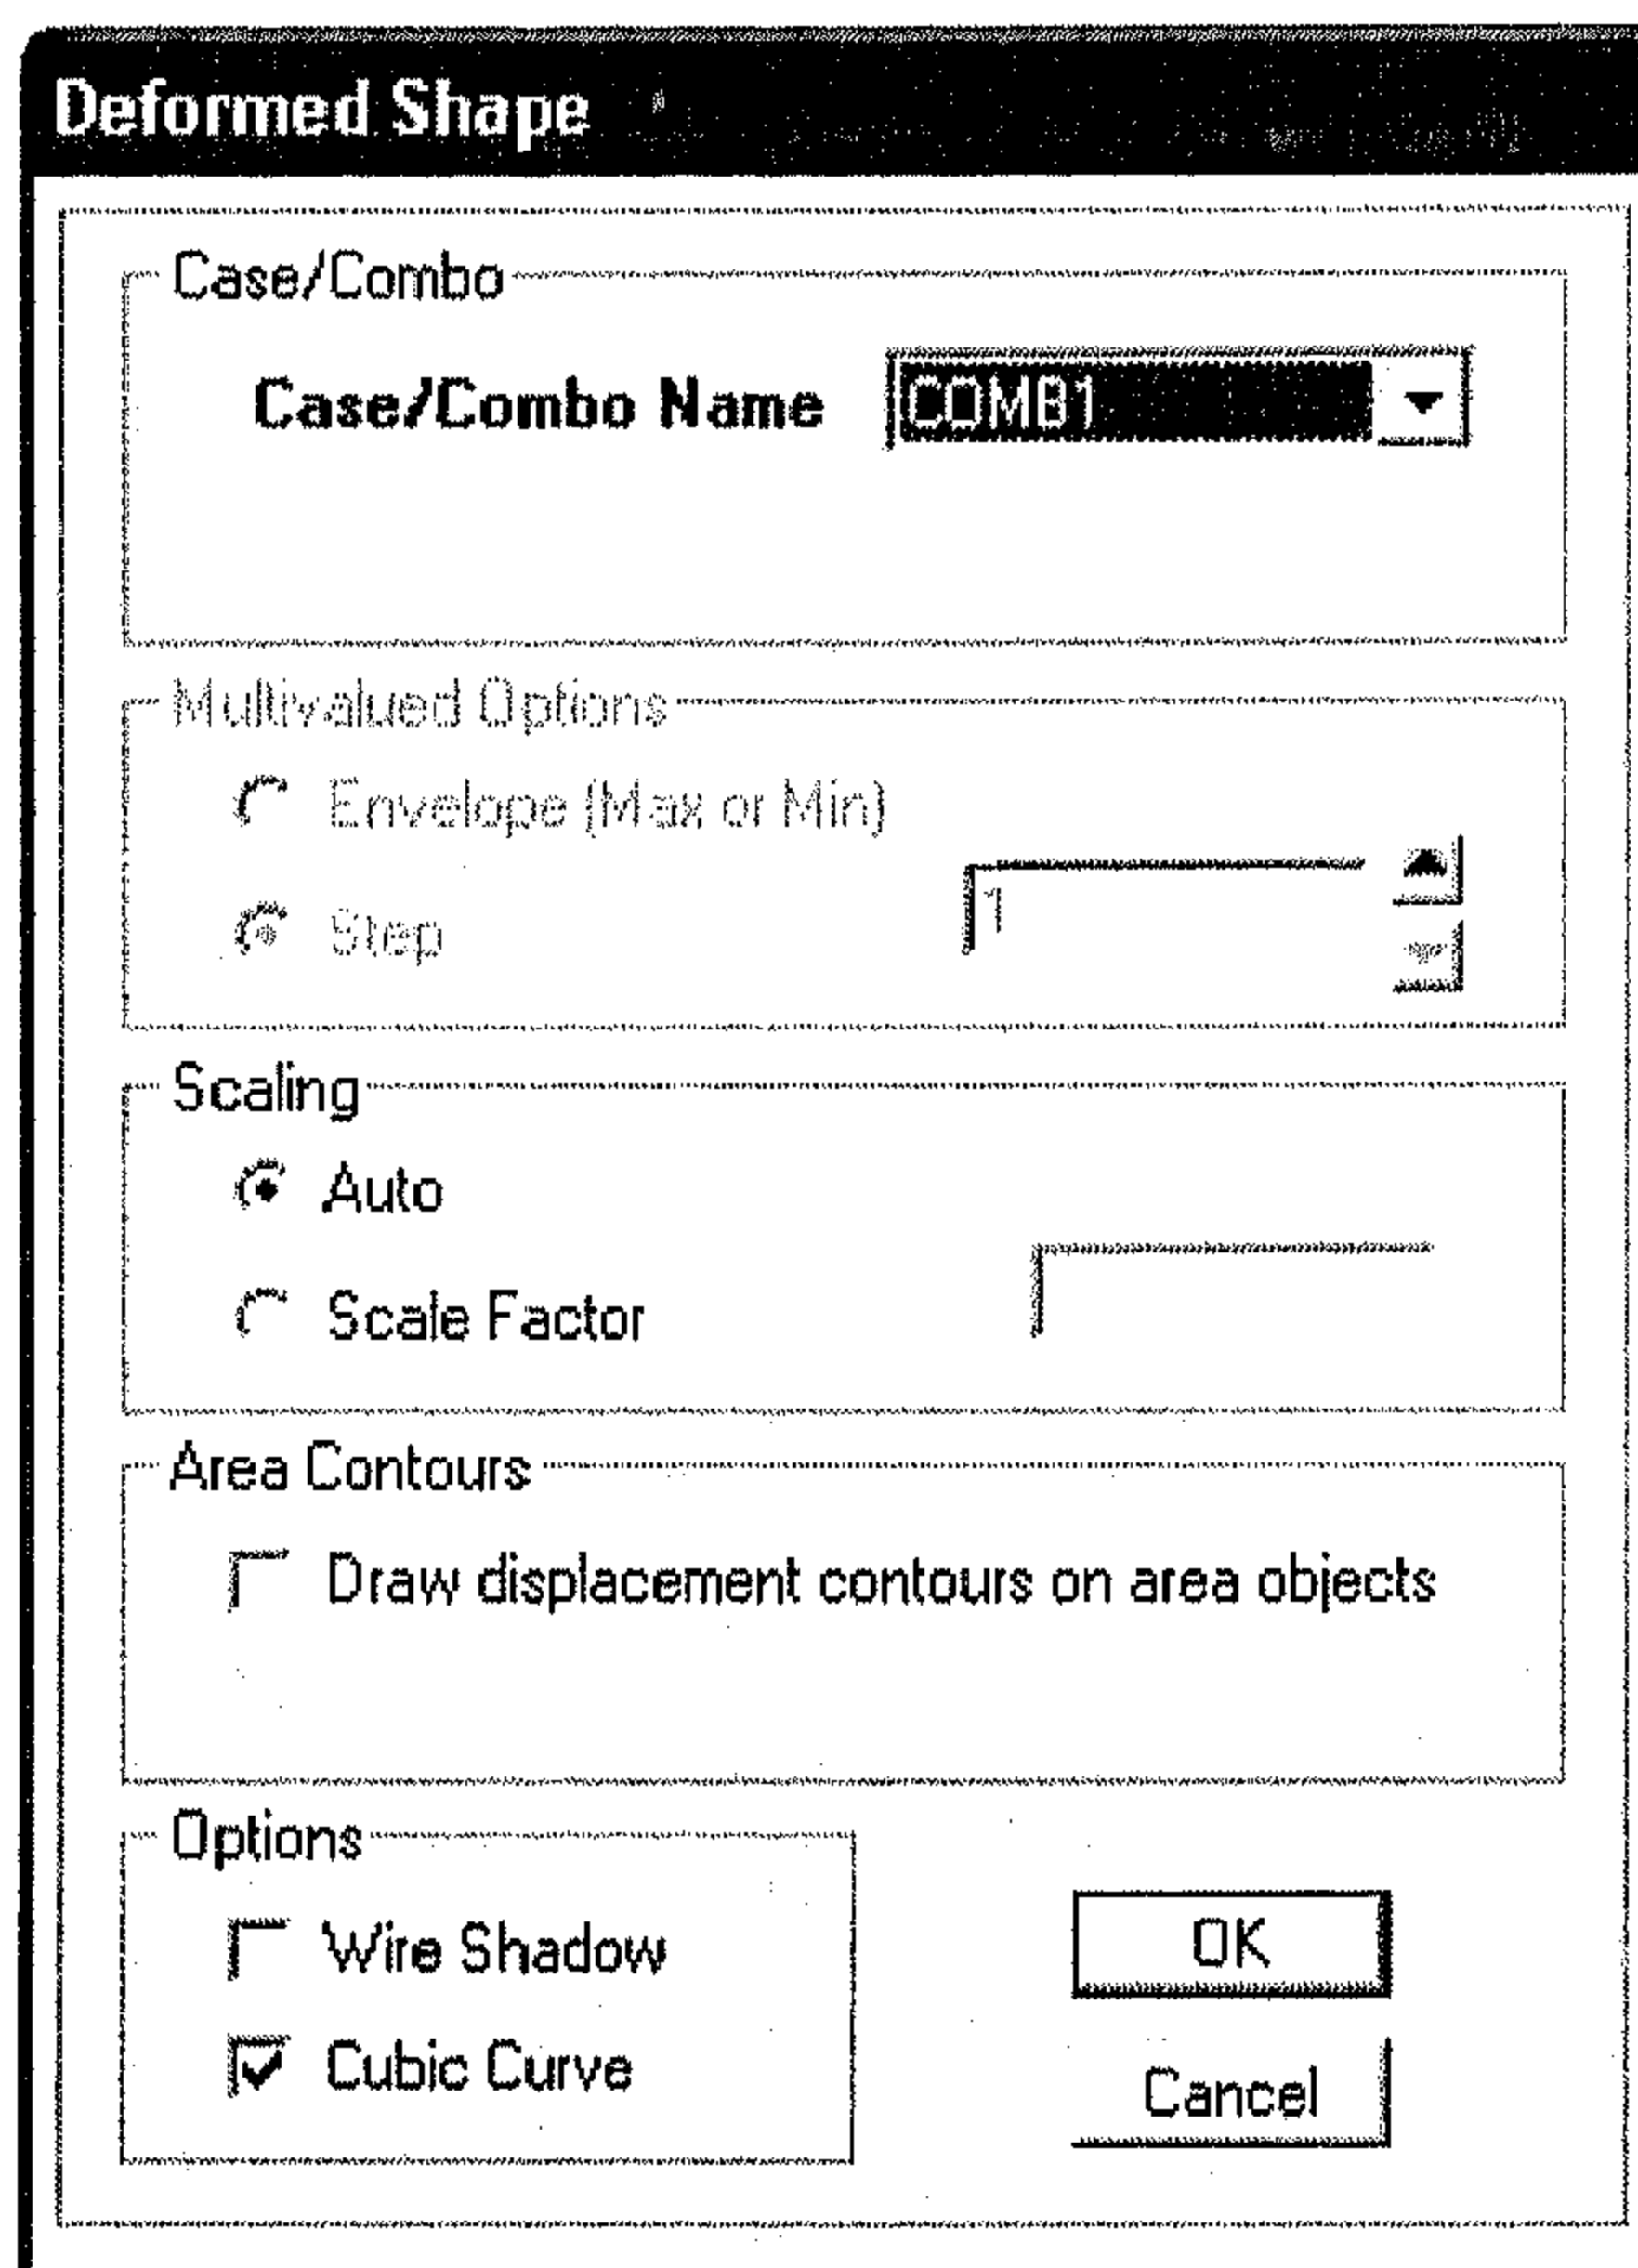 Deformed Shape
Case/Combo
Case/Combo Name COMB1
Multivalued Options
Envelope (Max or Min)
Step 1
Scaling
Auto
Scale Factor
Area Contours
Draw displacement contours on area objects
Options
Wire Shadow
Cubic Curve
OK
Cancel